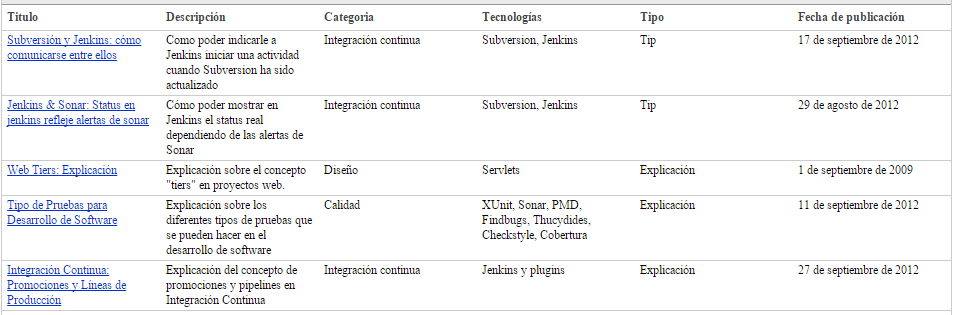 Título Descripción Categoria Tecnologías Tipo Fecha de publicación
Subversión y Jenkins: cómo comunicarse entre ellos
Como poder indicarle a Jenkins iniciar una actividad cuando Subversion ha sido actualizado
Integración continua
Subversion, Jenkins
Tip
17 de septiembre de 2012
Jenkins & Sonar: Status en jenkins refleje alertas de sonar
Cómo poder mostrar en Jenkins el status real dependiendo de las alertas de Sonar
Integración continua
Subversion, Jenkins
Tip
29 de agosto de 2012
Web Tiers: Explicación
Explicación sobre el concepto "tiers" en proyectos web.
Diseño
Servlets
Explicación
1 de septiembre de 2009
Tipo de Pruebas para Desarrollo de Software
Explicación sobre los diferentes tipos de pruebas que se pueden hacer en el desarrollo de software
Calidad
XUnit, Sonar, PMD, Findbugs, Thucydides, Checkstyle, Cobertura
Explicación
11 de septiembre de 2012
Integración Continua: Promociones y Líneas de Producción
Explicación del concepto de promociones y pipelines en Integración Continua
Integración continua
Jenkins y plugins
Explicación
27 de septiembre de 2012